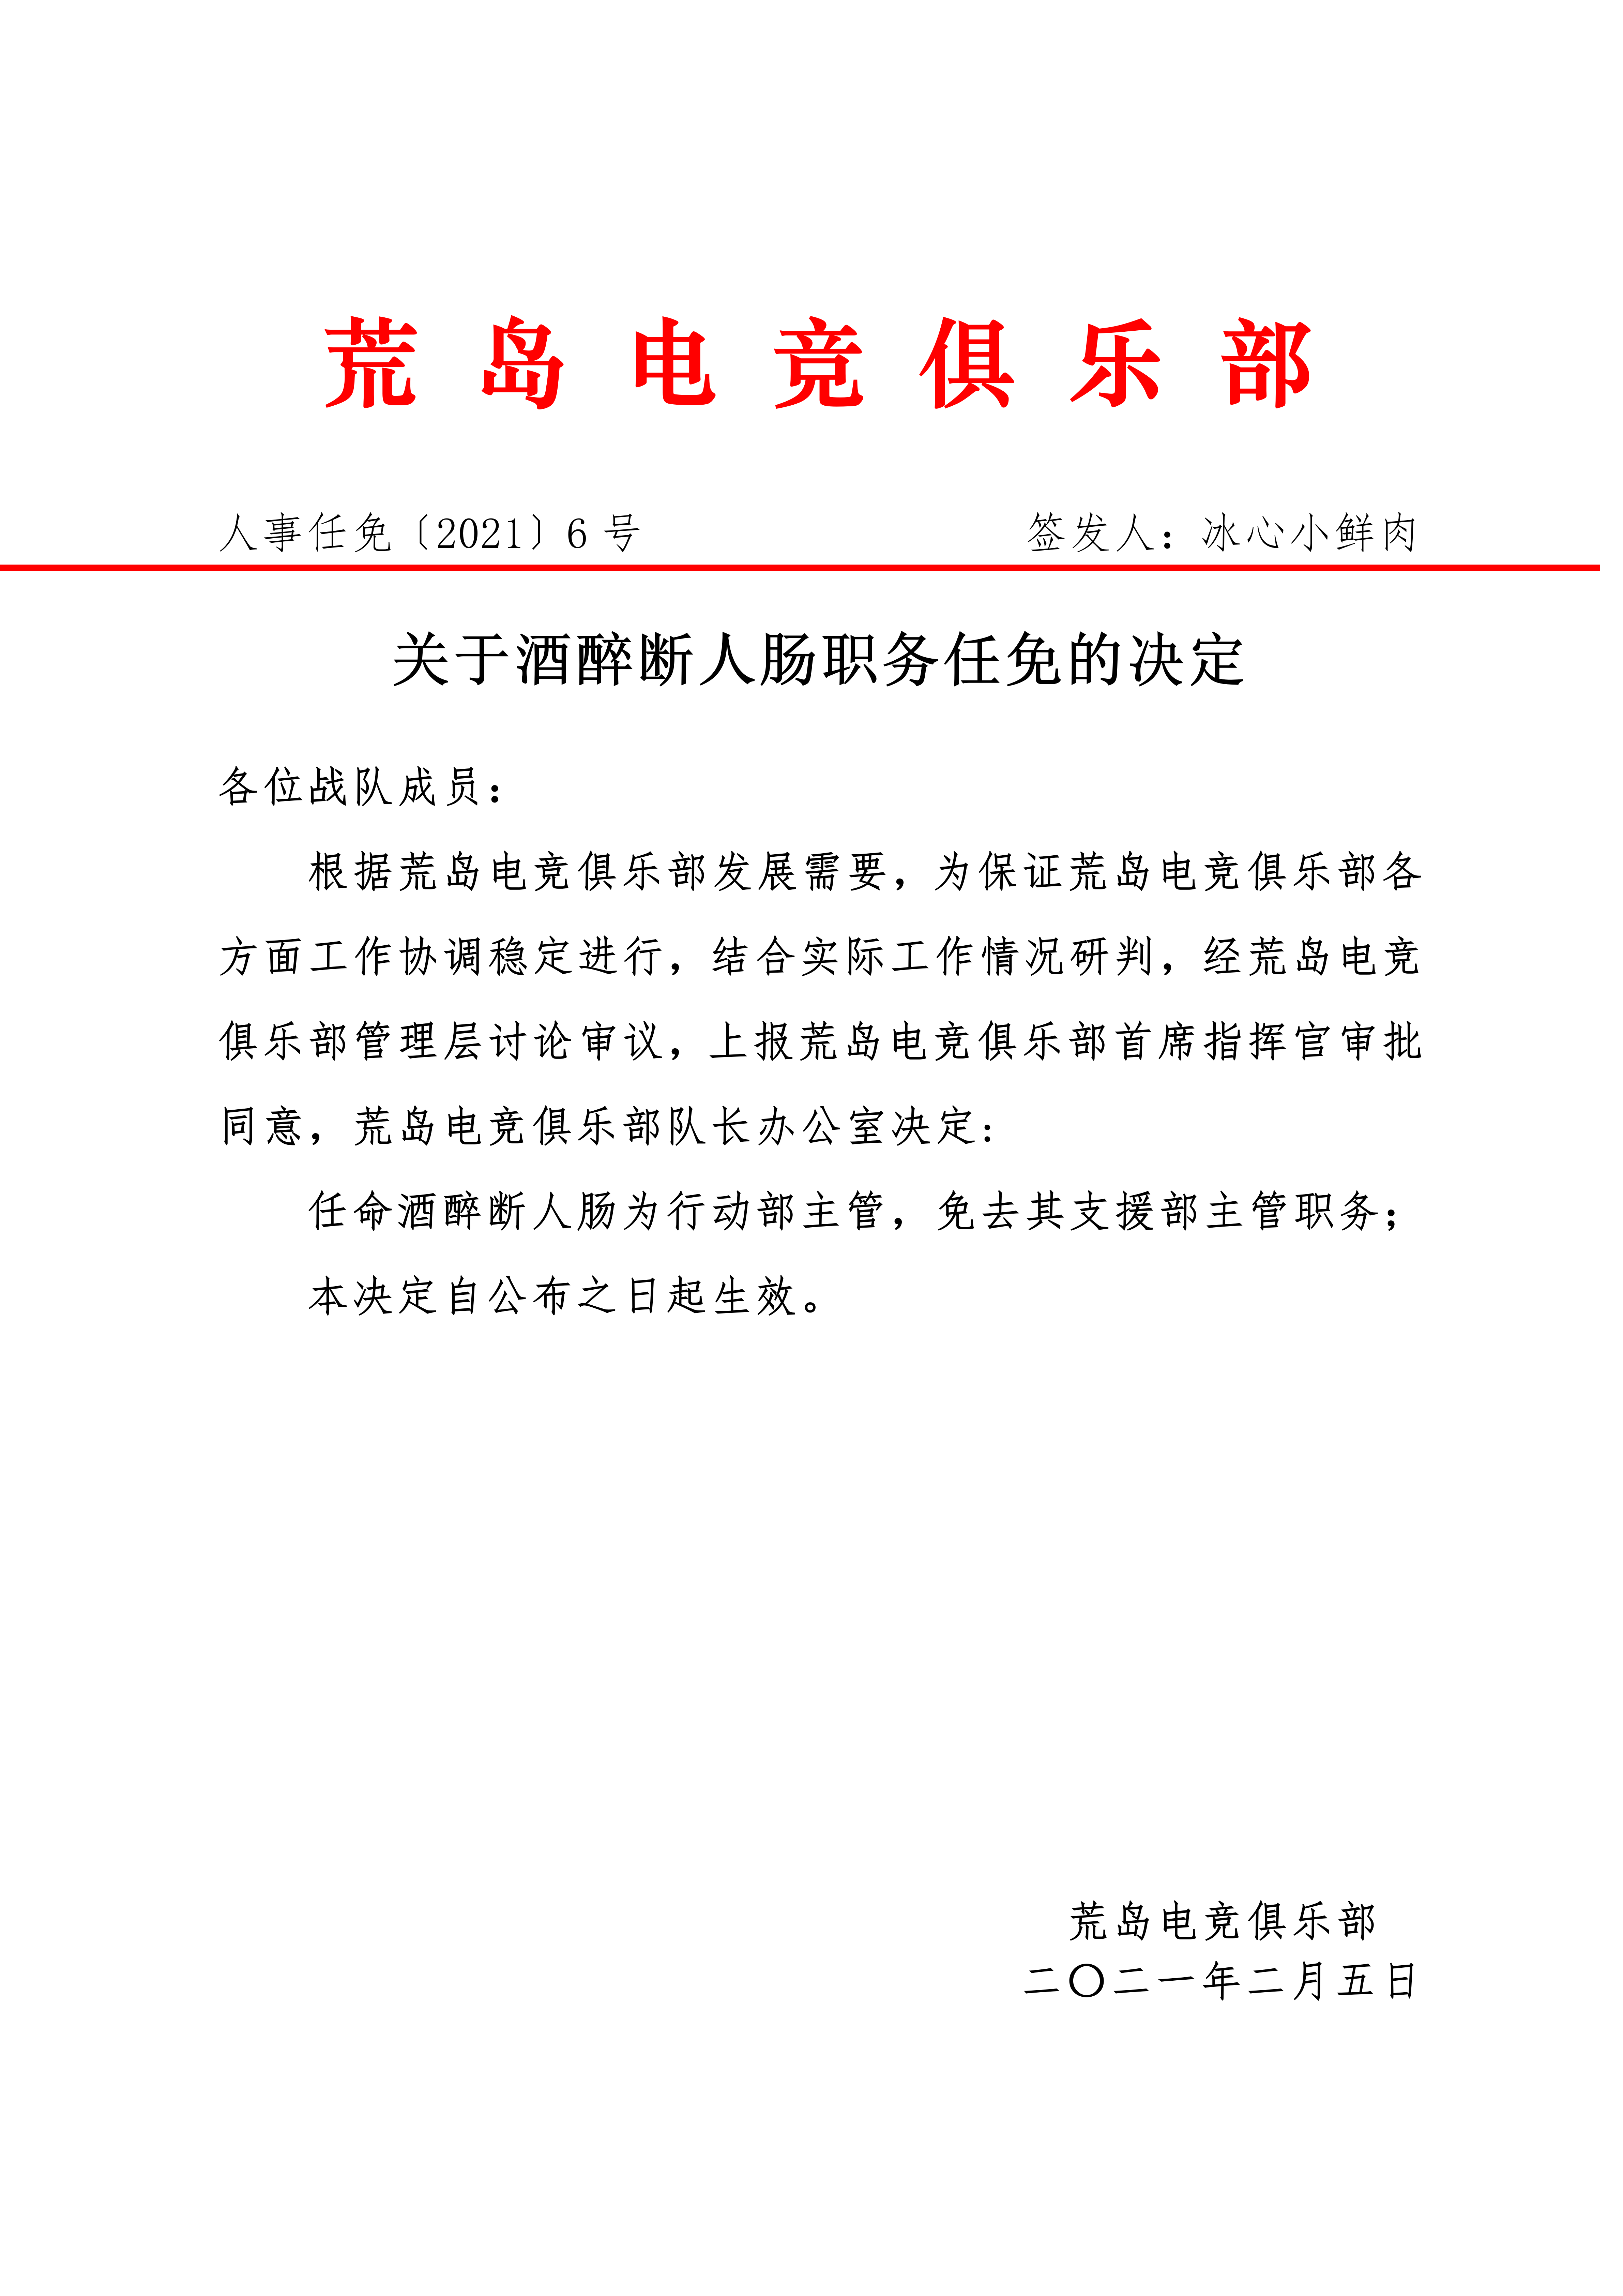 荒岛电竞俱乐部
人事任免〔2021〕6 号 签发人：冰心小鲜肉
关于酒醉断人肠职务任免的决定
各位战队成员：
根据荒岛电竞俱乐部发展需要，为保证荒岛电竞俱乐部各
方面工作协调稳定进行，结合实际工作情况研判，经荒岛电竞
俱乐部管理层讨论审议，上报荒岛电竞俱乐部首席指挥官审批
同意，荒岛电竞俱乐部队长办公室决定：
任命酒醉断人肠为行动部主管，免去其支援部主管职务；
本决定自公布之日起生效。
荒岛电竞俱乐部
二〇二一年二月五日